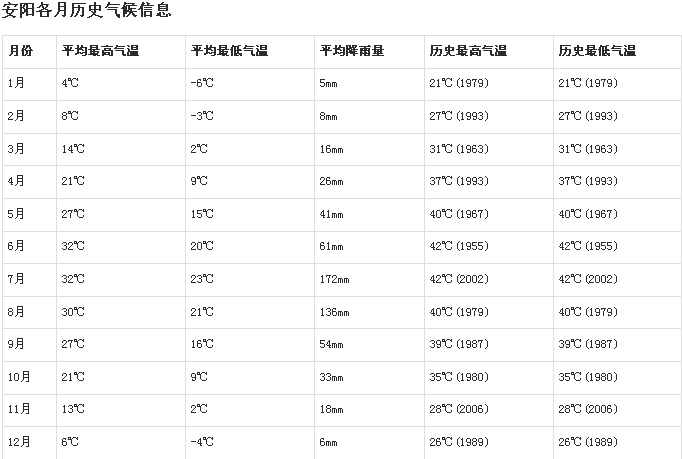 安阳各月历史气候信息
月份 平均最高气温 平均最低气温 平均降雨量 历史最高气温 历史最低气温
1月 4℃ -6℃ 5mm 21℃(1979) 21℃(1979)
2月 8℃ -3℃ 8mm 27℃(1993) 27℃(1993)
3月 14℃ 2℃ 16mm 31℃(1963) 31℃(1963)
4月 21℃ 9℃ 26mm 37℃(1993) 37℃(1993)
5月 27℃ 15℃ 41mm 40℃(1967) 40℃(1967)
6月 32℃ 20℃ 61mm 42℃(1955) 42℃(1955)
7月 32℃ 23℃ 172mm 42℃(2002) 42℃(2002)
8月 30℃ 21℃ 136mm 40℃(1979) 40℃(1979)
9月 27℃ 16℃ 54mm 39℃(1987) 39℃(1987)
10月 21℃ 9℃ 33mm 35℃(1980) 35℃(1980)
11月 13℃ 2℃ 18mm 28℃(2006) 28℃(2006)
12月 6℃ -4℃ 6mm 26℃(1989) 26℃(1989)